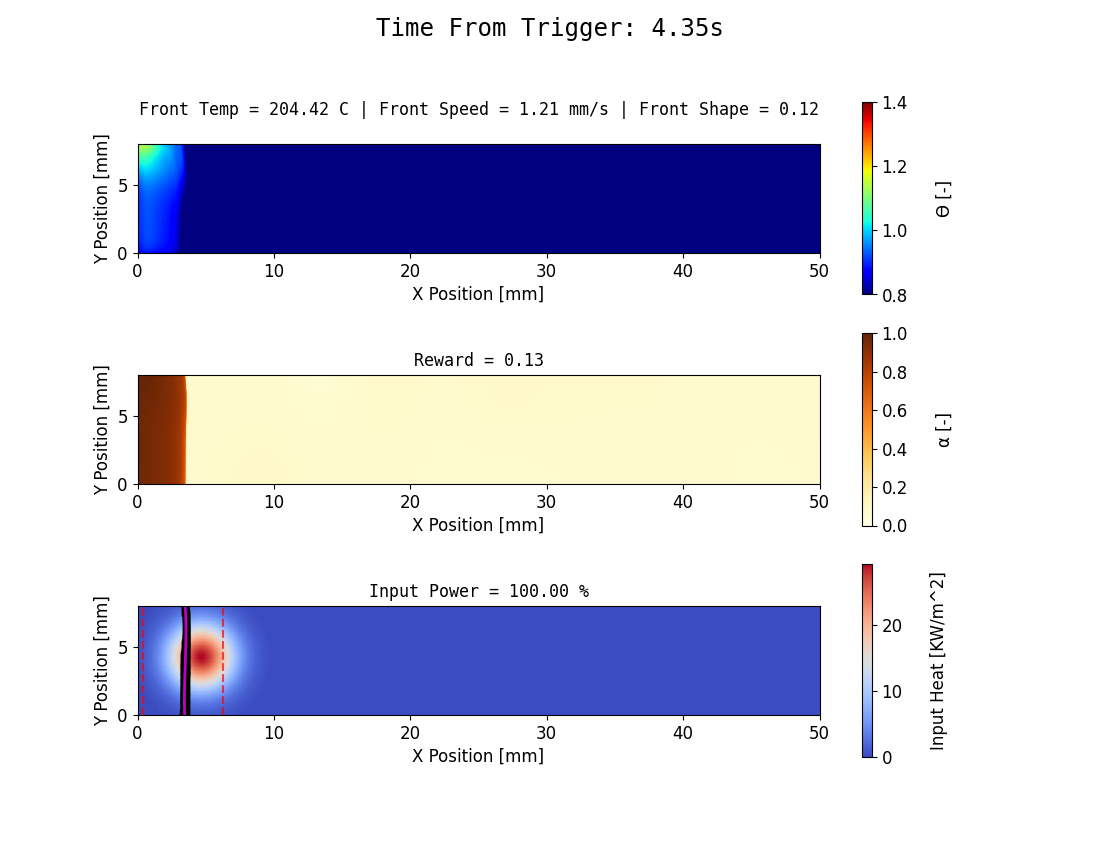 Time From Trigger: 4.35s
Front Temp = 204.42 C | Front Speed = 1.21 mm/s | Front Shape = 0.12
Y Position [mm]
5
0
0 10 20 30 40 50
X Position [mm]
1.4
1.2
1.0
0.8
Θ [-]
Reward = 0.13
Y Position [mm]
5
0
0 10 20 30 40 50
X Position [mm]
1.0
0.8
0.6
0.4
0.2
0.0
α [-]
Input Power = 100.00 %
Y Position [mm]
5
0
0 10 20 30 40 50
X Position [mm]
20
10
0
Input Heat [KW/m^2]